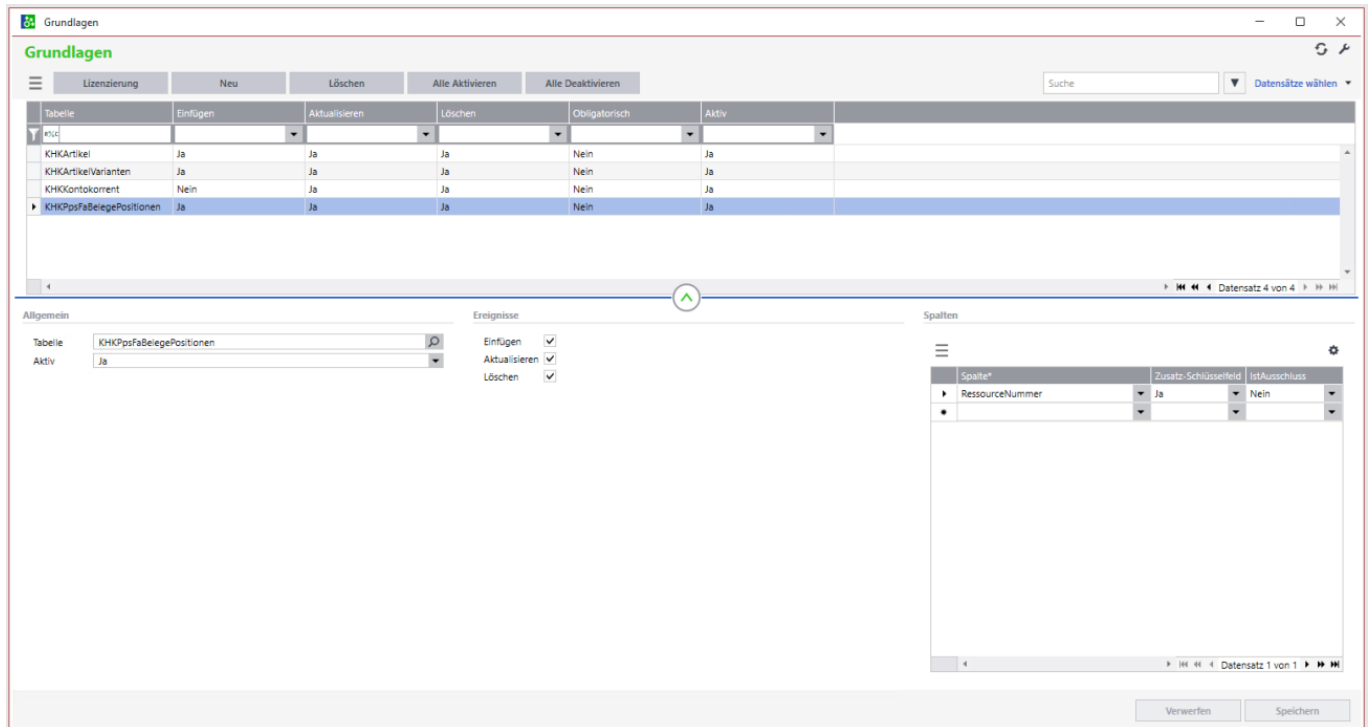 Grundlagen
Grundlagen
Lizenzierung Neu Löschen Alle Aktivieren Alle Deaktivieren Suche Datensätze wählen
Tabelle Einfügen Aktualisieren Löschen Obligatorisch Aktiv
KHKArtikel Ja Ja Ja Nein Ja
KHKArtikelVarianten Ja Ja Ja Nein Ja
KHKKontokorrent Nein Ja Ja Nein Ja
KHKPpsFaBelegePositionen Ja Ja Ja Nein Ja
Datensatz 4 von 4
Allgemein Ereignisse Spalten
Tabelle KHKPpsFaBelegePositionen Einfügen
Aktiv Ja Aktualisieren
Löschen
Spalte* Zusatz-Schlüsselfeld IstAusschluss
RessourceNummer Ja Nein
Datensatz 1 von 1
Verwerfen Speichern